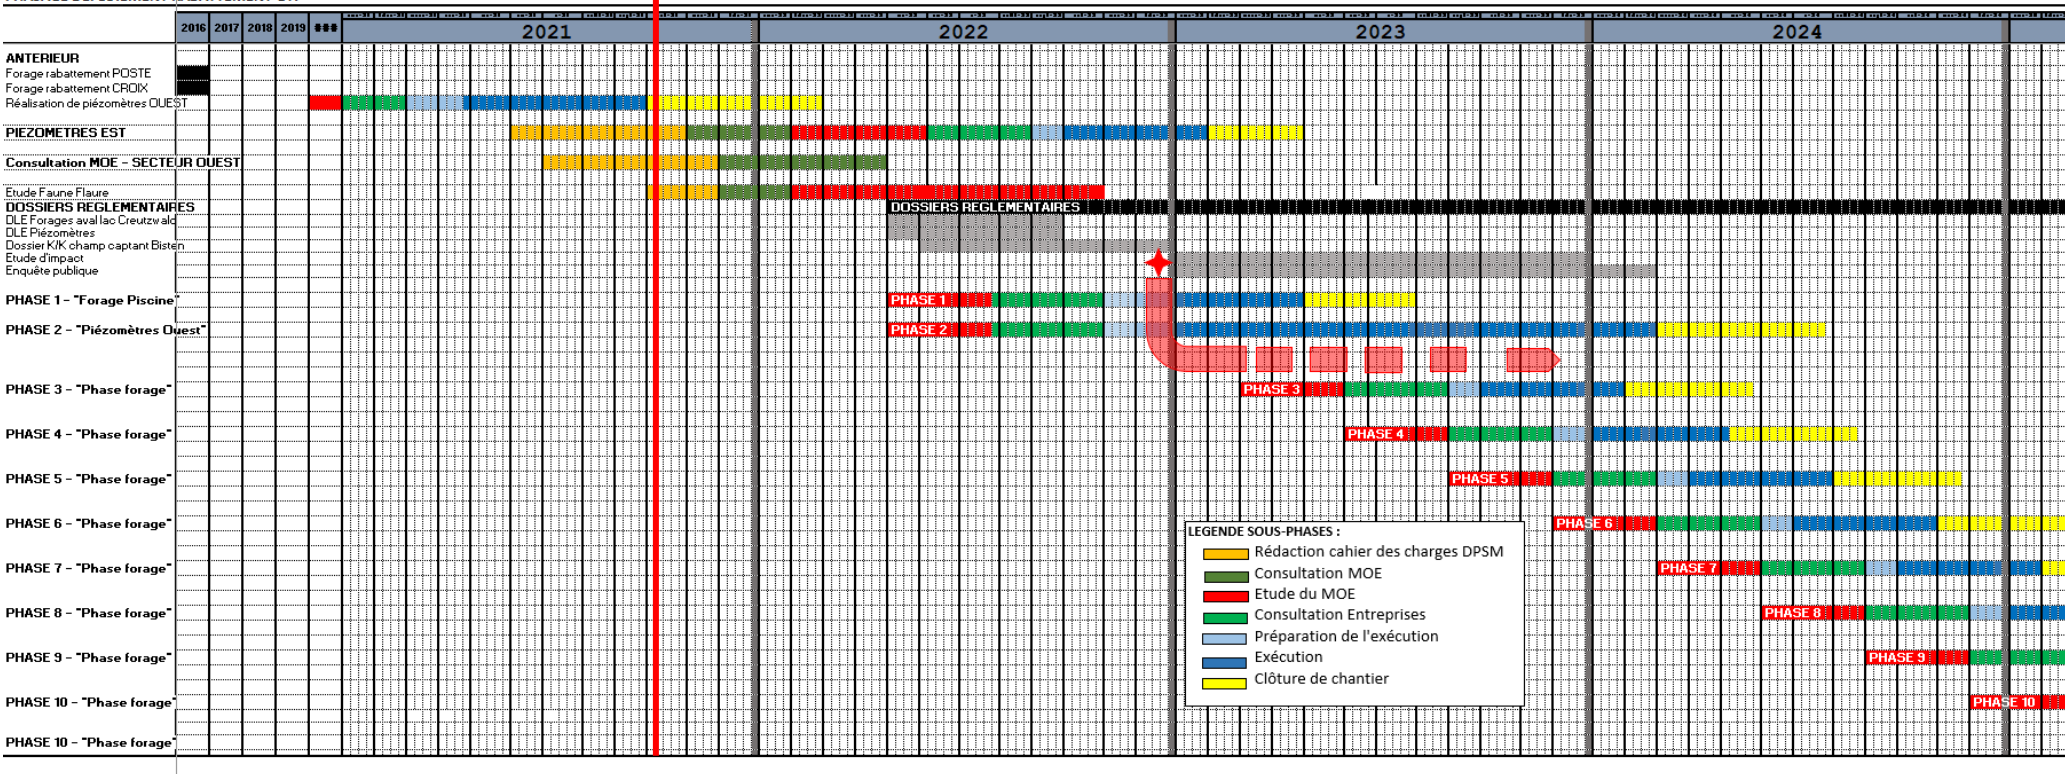 2016 2017 2018 2019 ###
2021 2022 2023 2024
ANTERIEUR
Forage rabattement POSTE
Forage rabattement CROIX
Réalisation de piézomètres OUEST
PIEZOMETRES EST
Consultation MOE - SECTEUR OUEST
Etude Faune Flaure
DOSSIERS REGLEMENTAIRES DOSSIERS REGLEMENTAIRES
DLE Forages aval lac Creutzwald
DLE Piézomètres
Dossier K/K champ captant Bisten
Etude d'impact
Enquête publique
PHASE 1 - "Forage Piscine" PHASE 1
PHASE 2 - "Piézomètres Ouest" PHASE 2
PHASE 3 - "Phase forage" PHASE 3
PHASE 4 - "Phase forage" PHASE 4
PHASE 5 - "Phase forage" PHASE 5
PHASE 6 - "Phase forage" PHASE 6
LEGENDE SOUS-PHASES :
Rédaction cahier des charges DPSM
Consultation MOE
Etude du MOE
Consultation Entreprises
Préparation de l'exécution
Exécution
Clôture de chantier
PHASE 7 - "Phase forage" PHASE 7
PHASE 8 - "Phase forage" PHASE 8
PHASE 9 - "Phase forage" PHASE 9
PHASE 10 - "Phase forage" PHASE 10
PHASE 10 - "Phase forage"